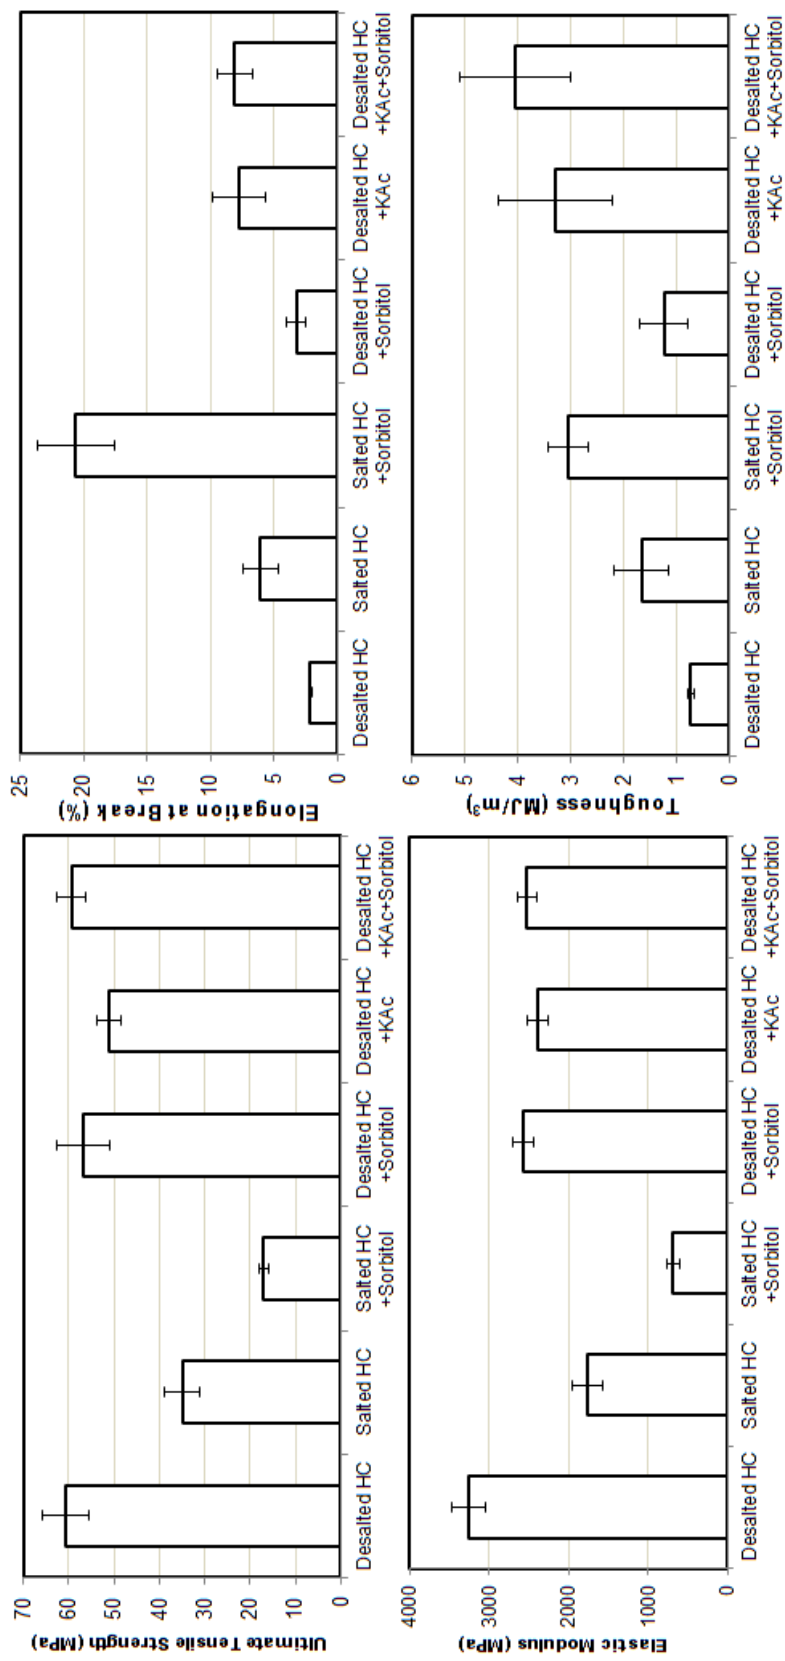 Ultimate Tensile Strength (MPa)
70
60
50
40
30
20
10
0
Desalted HC
Salted HC
Salted HC
+Sorbitol
Desalted HC
+Sorbitol
Desalted HC
+KAc
Desalted HC
+KAc+Sorbitol
Elongation at Break (%)
25
20
15
10
5
0
Desalted HC
Salted HC
Salted HC
+Sorbitol
Desalted HC
+Sorbitol
Desalted HC
+KAc
Desalted HC
+KAc+Sorbitol
Elastic Modulus (MPa)
4000
3000
2000
1000
0
Desalted HC
Salted HC
Salted HC
+Sorbitol
Desalted HC
+Sorbitol
Desalted HC
+KAc
Desalted HC
+KAc+Sorbitol
Toughness (MJ/m³)
6
5
4
3
2
1
0
Desalted HC
Salted HC
Salted HC
+Sorbitol
Desalted HC
+Sorbitol
Desalted HC
+KAc
Desalted HC
+KAc+Sorbitol